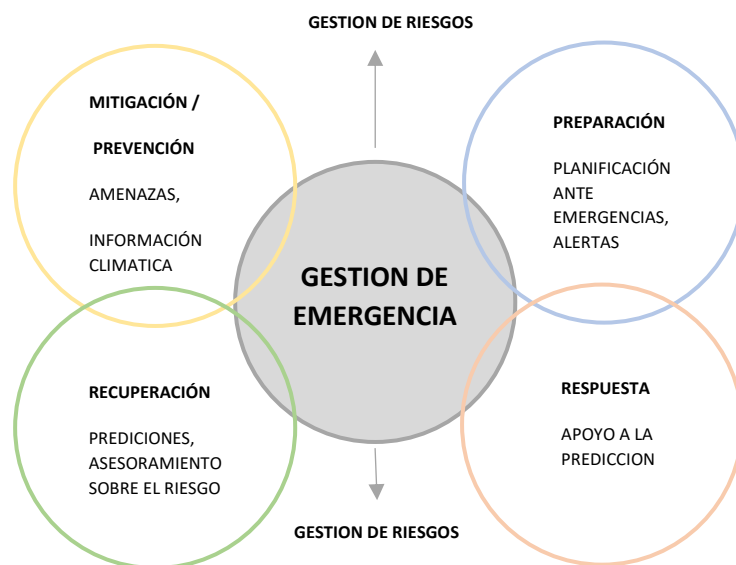 GESTION DE RIESGOS
MITIGACIÓN /
PREVENCIÓN
AMENAZAS,
INFORMACIÓN
CLIMATICA
PREPARACIÓN
PLANIFICACIÓN
ANTE
EMERGENCIAS,
ALERTAS
GESTION DE
EMERGENCIA
RECUPERACIÓN
PREDICIONES,
ASESORAMIENTO
SOBRE EL RIESGO
RESPUESTA
APOYO A LA
PREDICCION
GESTION DE RIESGOS